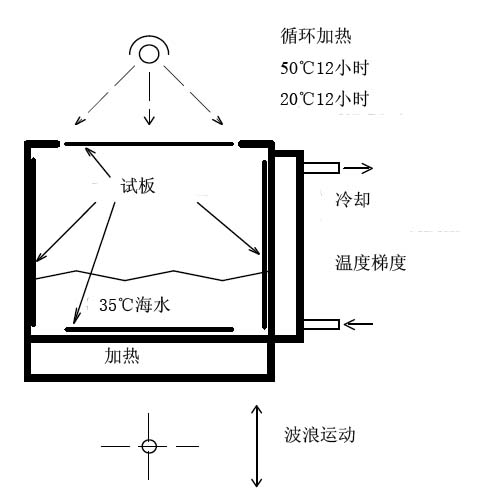 循环加热
50℃12小时
20℃12小时
试板
冷却
温度梯度
35℃海水
加热
波浪运动